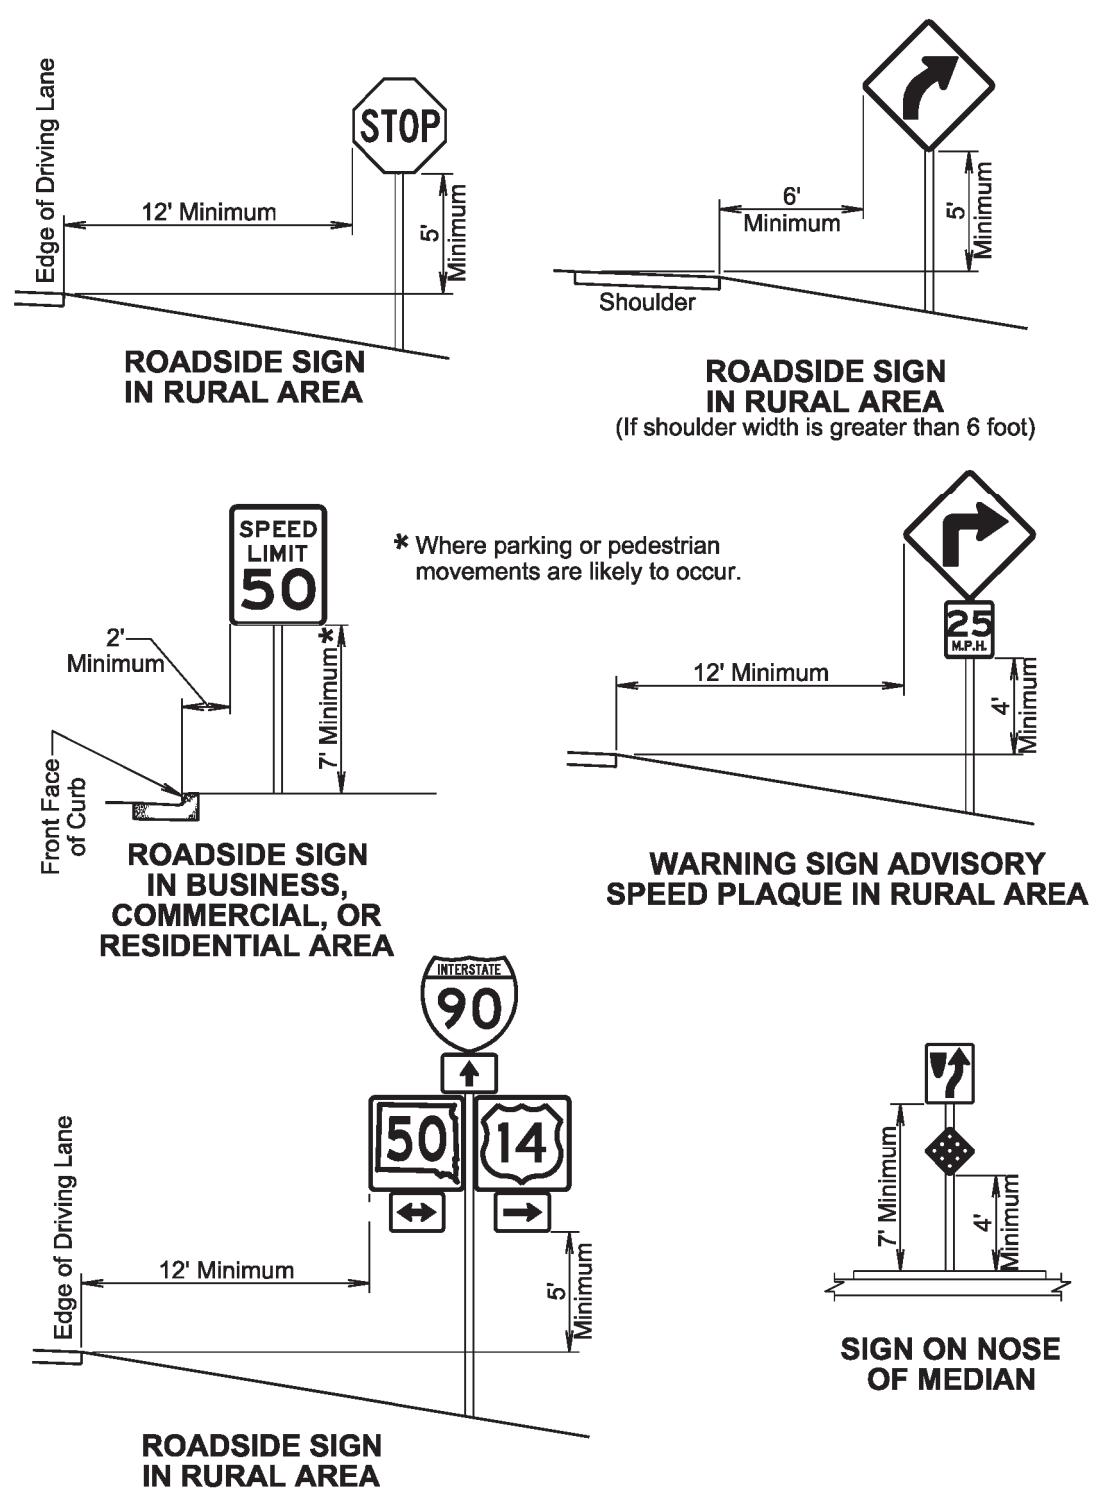 Edge of Driving Lane
STOP
12' Minimum
5'
Minimum
ROADSIDE SIGN
IN RURAL AREA
6'
Minimum
5'
Minimum
Shoulder
ROADSIDE SIGN
IN RURAL AREA
(If shoulder width is greater than 6 foot)
SPEED
LIMIT
50
* Where parking or pedestrian
movements are likely to occur.
2'
Minimum
7' Minimum*
Front Face
of Curb
ROADSIDE SIGN
IN BUSINESS,
COMMERCIAL, OR
RESIDENTIAL AREA
25
M.P.H.
12' Minimum
4'
Minimum
WARNING SIGN ADVISORY
SPEED PLAQUE IN RURAL AREA
INTERSTATE
90
50
14
Edge of Driving Lane
12' Minimum
5'
Minimum
ROADSIDE SIGN
IN RURAL AREA
7' Minimum
4'
Minimum
SIGN ON NOSE
OF MEDIAN